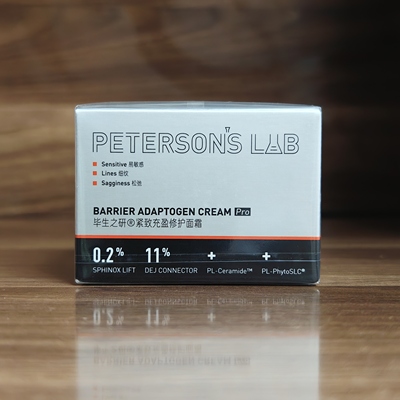 PETERSON'S LAB
Sensitive 易敏感
Lines 细纹
Sagginess 松弛
BARRIER ADAPTOGEN CREAM Pro
毕生之研®紧致充盈修护面霜
0.2% 11% + +
SPHINOX LIFT DEJ CONNECTOR PL-Ceramide™ PL-PhytoSLC®